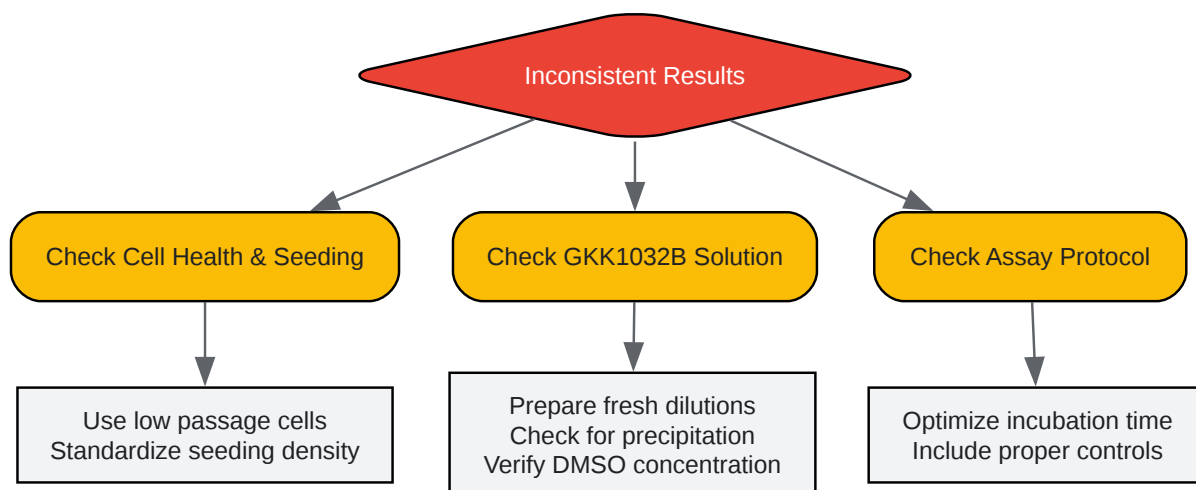 Inconsistent Results
Check Cell Health & Seeding
Check GKK1032B Solution
Check Assay Protocol
Use low passage cells
Standardize seeding density
Prepare fresh dilutions
Check for precipitation
Verify DMSO concentration
Optimize incubation time
Include proper controls